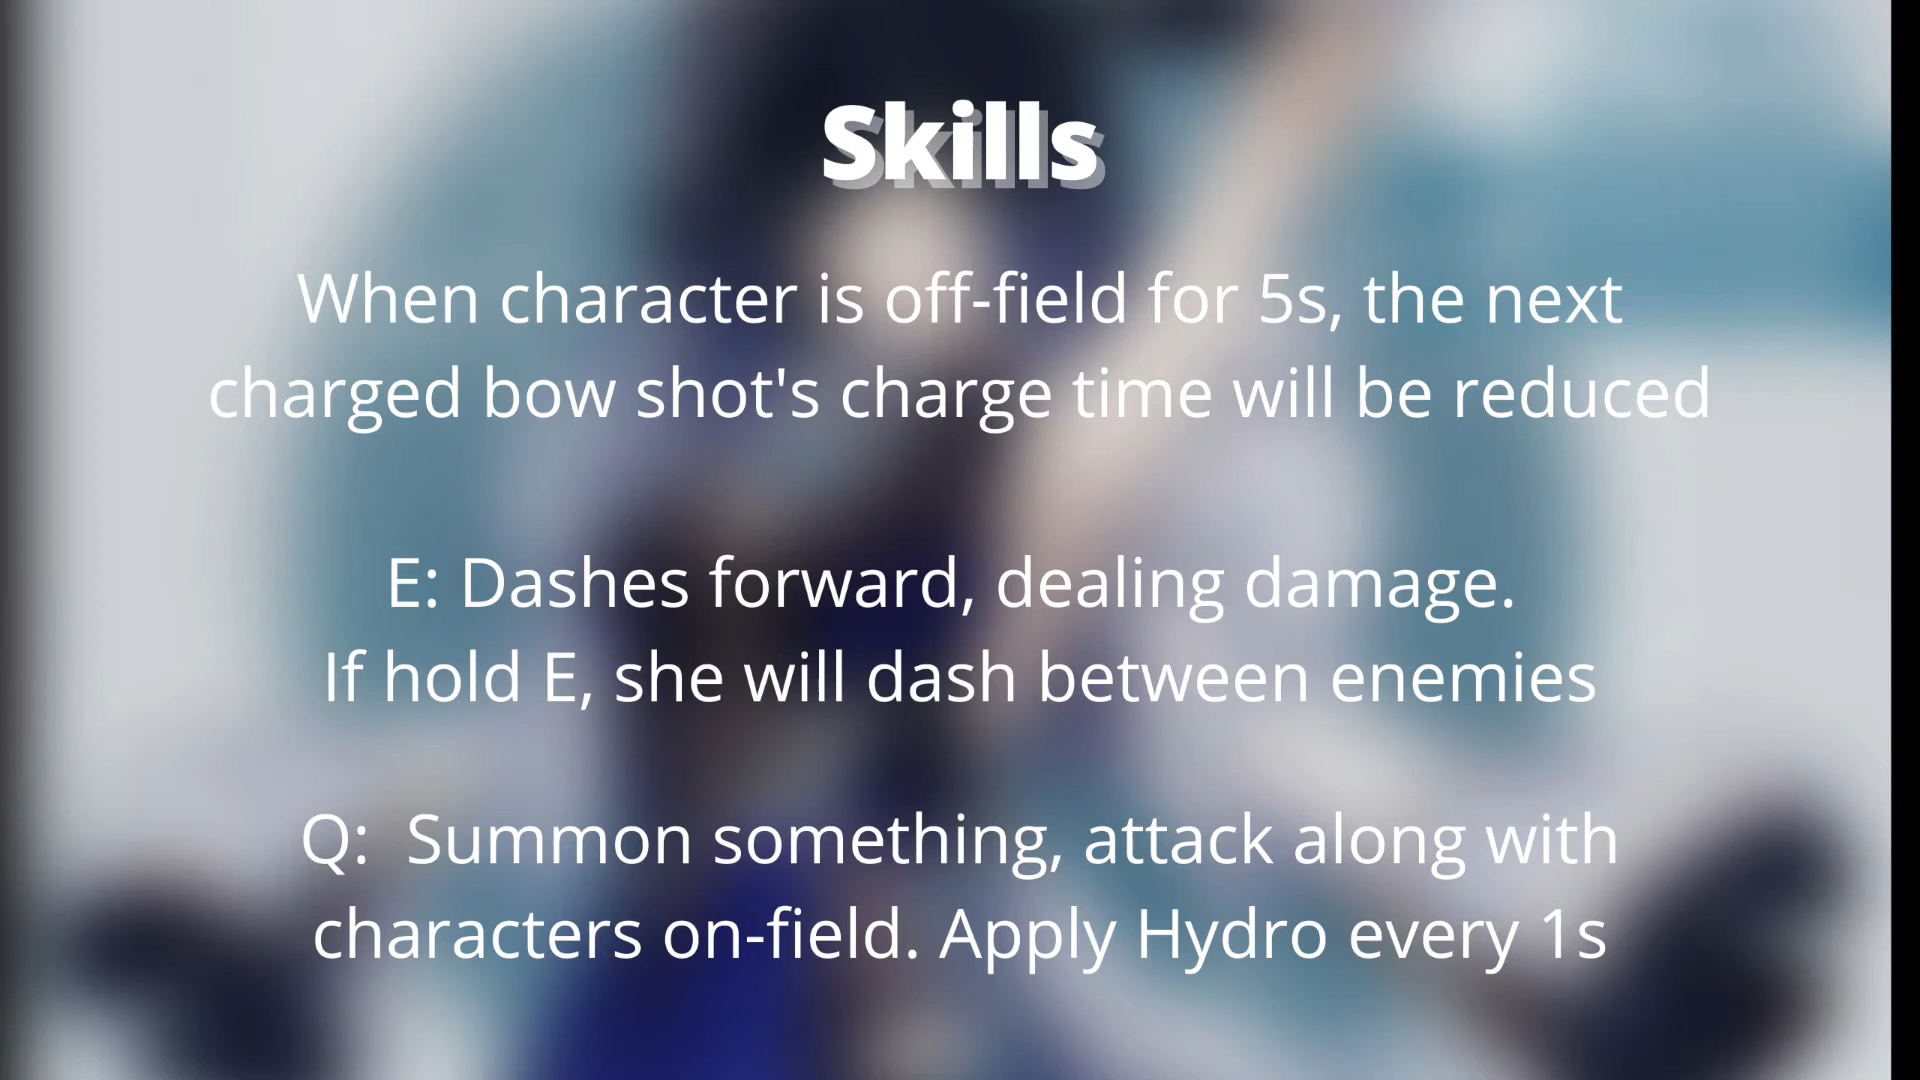 Skills
When character is off-field for 5s, the next
charged bow shot's charge time will be reduced
E: Dashes forward, dealing damage.
If hold E, she will dash between enemies
Q: Summon something, attack along with
characters on-field. Apply Hydro every 1s